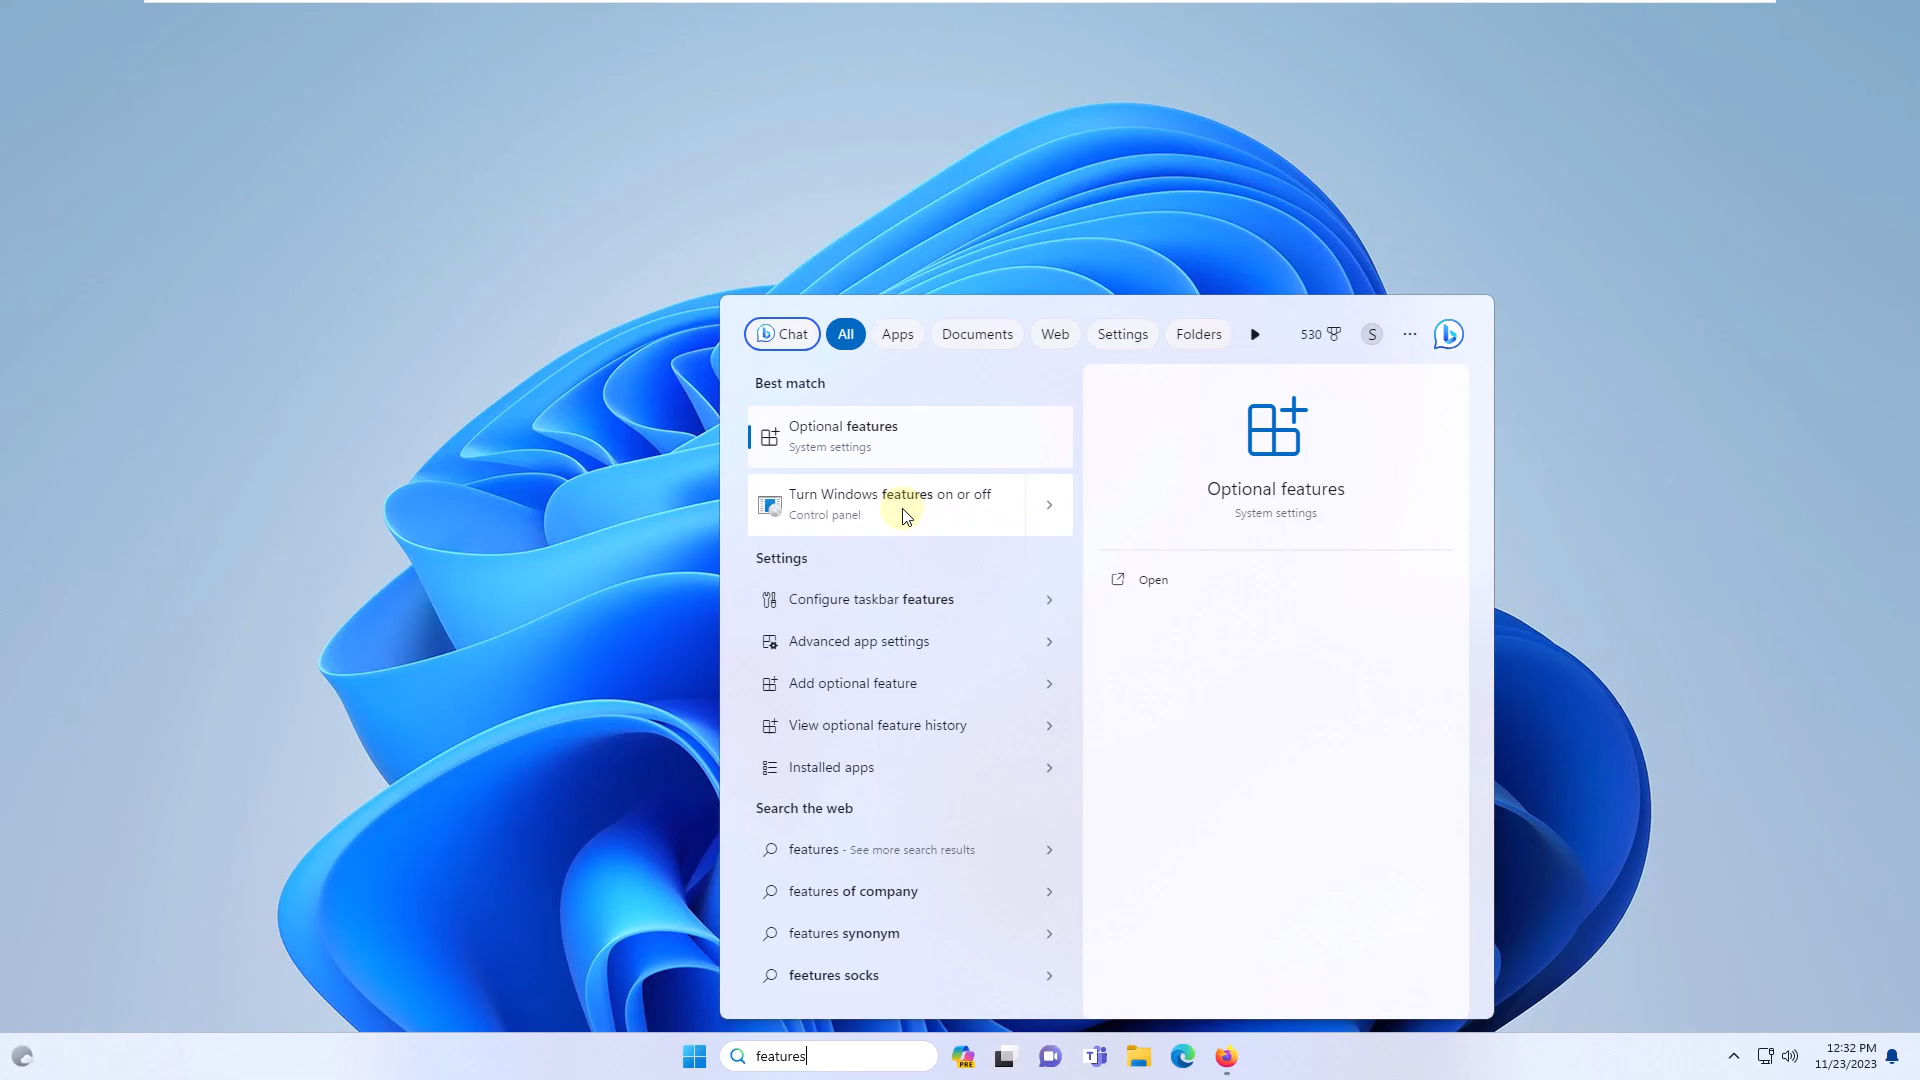 Chat All Apps Documents Web Settings Folders 530 S
Best match
Optional features
System settings
Turn Windows features on or off
Control panel
Settings
Configure taskbar features
Advanced app settings
Add optional feature
View optional feature history
Installed apps
Search the web
features - See more search results
features of company
features synonym
feetures socks
Optional features
System settings
Open
features
PRE
T
12:32 PM
11/23/2023